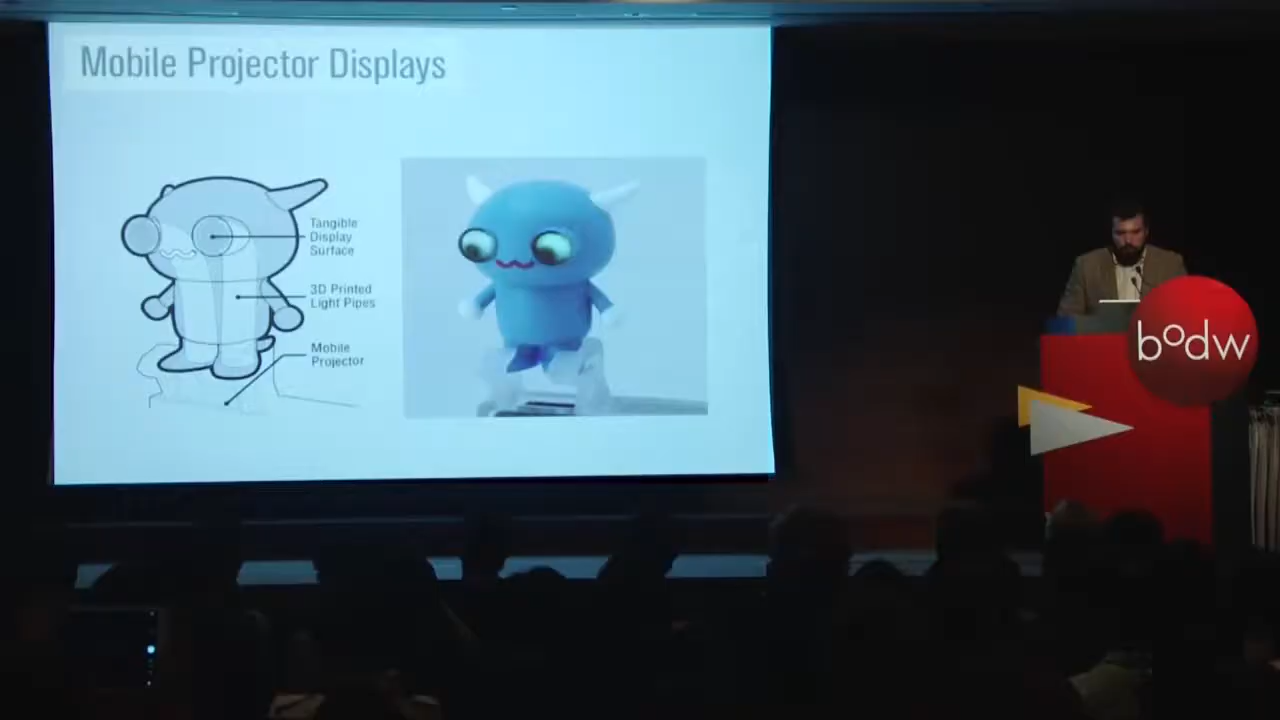 Mobile Projector Displays
Tangible
Display
Surface
3D Printed
Light Pipes
Mobile
Projector
bodw